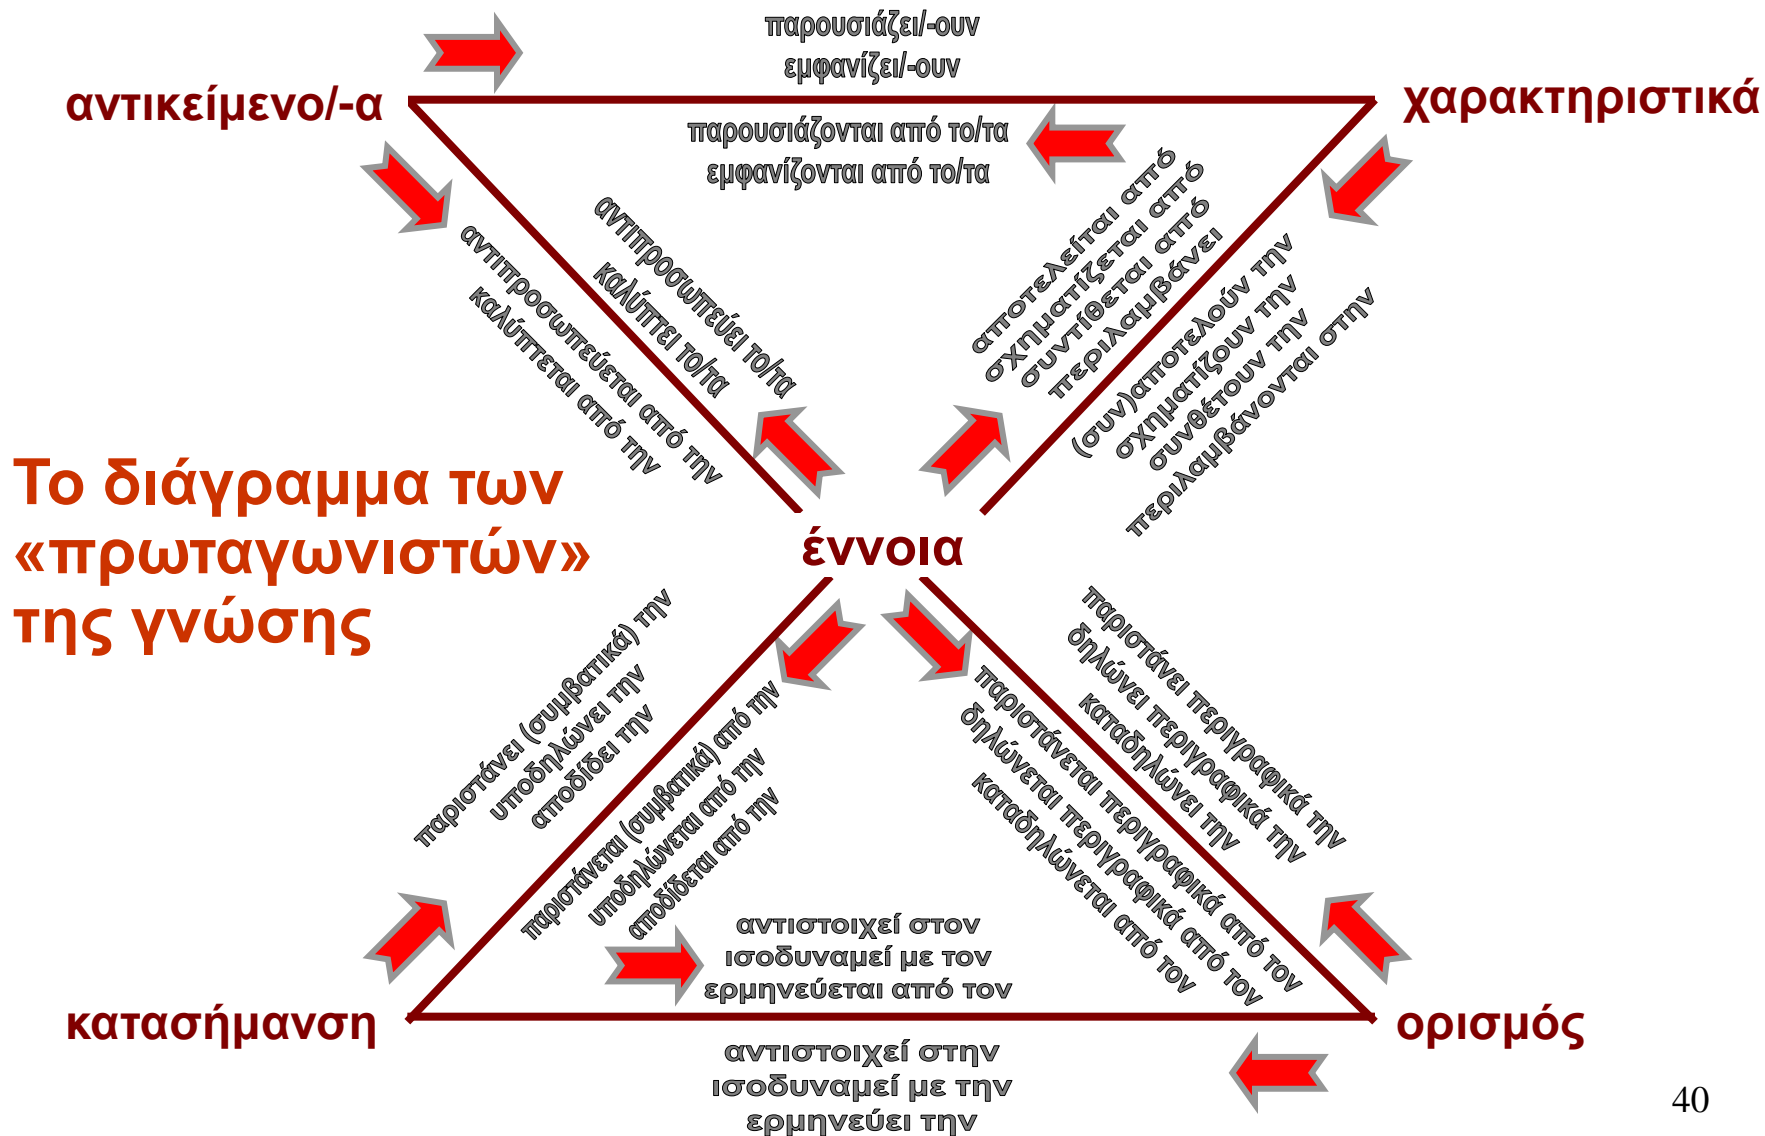 παρουσιάζει/-ουν
εμφανίζει/-ουν
αντικείμενο/-α
χαρακτηριστικά
παρουσιάζονται από το/τα
εμφανίζονται από το/τα
αντιπροσωπεύεται από την
καλύπτεται από την
αντιπροσωπεύει το/τα
καλύπτει το/τα
αποτελείται από
σχηματίζεται από
συντίθεται από
περιλαμβάνει
(συν)αποτελούν την
σχηματίζουν την
συνθέτουν την
περιλαμβάνονται στην
Το διάγραμμα των
«πρωταγωνιστών»
της γνώσης
έννοια
παριστάνει (συμβατικά) την
υποδηλώνει την
αποδίδει την
παριστάνεται (συμβατικά) από την
υποδηλώνεται από την
αποδίδεται από την
παριστάνει περιγραφικά την
δηλώνει περιγραφικά την
καταδηλώνει την
παριστάνεται περιγραφικά από τον
δηλώνεται περιγραφικά από τον
καταδηλώνεται από τον
αντιστοιχεί στον
ισοδυναμεί με τον
ερμηνεύεται από τον
κατασήμανση
ορισμός
αντιστοιχεί στην
ισοδυναμεί με την
ερμηνεύει την
40